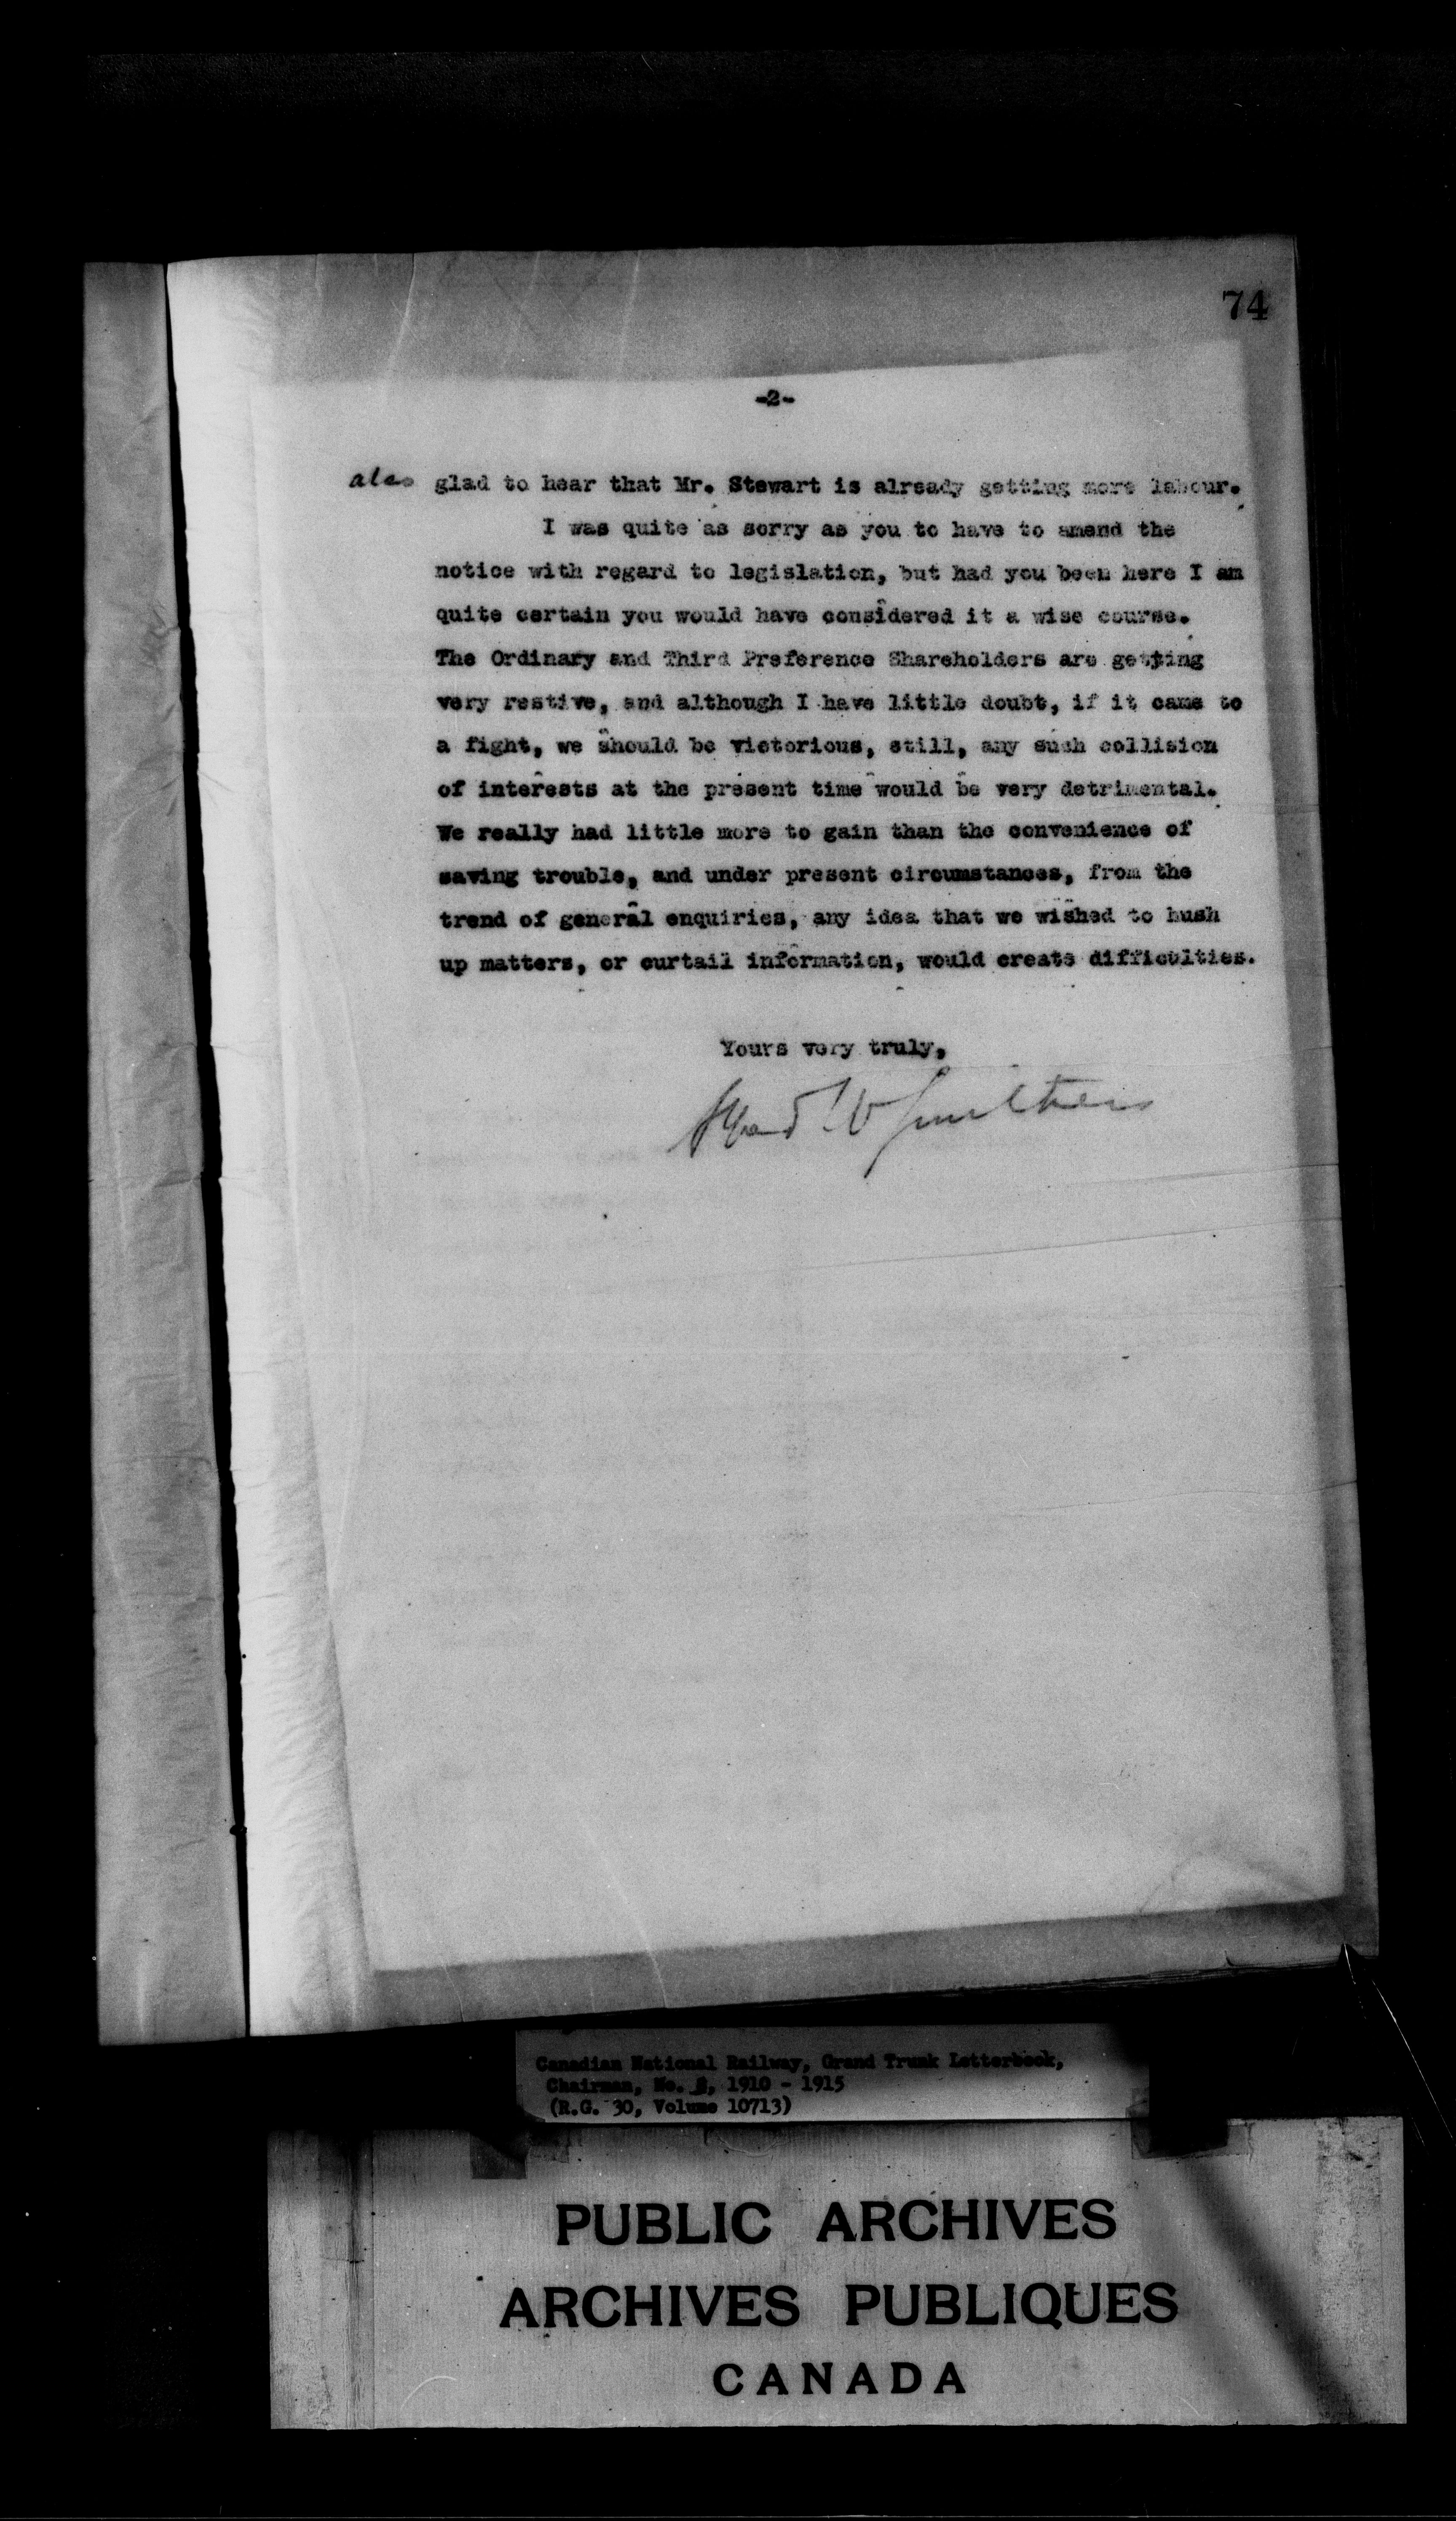 74
-2-
also glad to hear that Mr. Stewart is already getting more labour.
I was quite as sorry as you to have to amend the
notice with regard to legislation, but had you been here I am
quite certain you would have considered it a wise course.
The Ordinary and Third Preference Shareholders are getting
very restive, and although I have little doubt, if it came to
a fight, we should be victorious, still, any such collision
of interests at the present time would be very detrimental.
We really had little more to gain than the convenience of
saving trouble, and under present circumstances, from the
trend of general enquiries, any idea that we wished to hush
up matters, or curtail information, would create difficulties.
Yours very truly,
Alfred W Smithers
Canadian National Railway, Grand Trunk Letterbook,
Chairman, No. , 1910 - 1915
(R.G. 30, Volume 10713)
PUBLIC ARCHIVES
ARCHIVES PUBLIQUES
CANADA